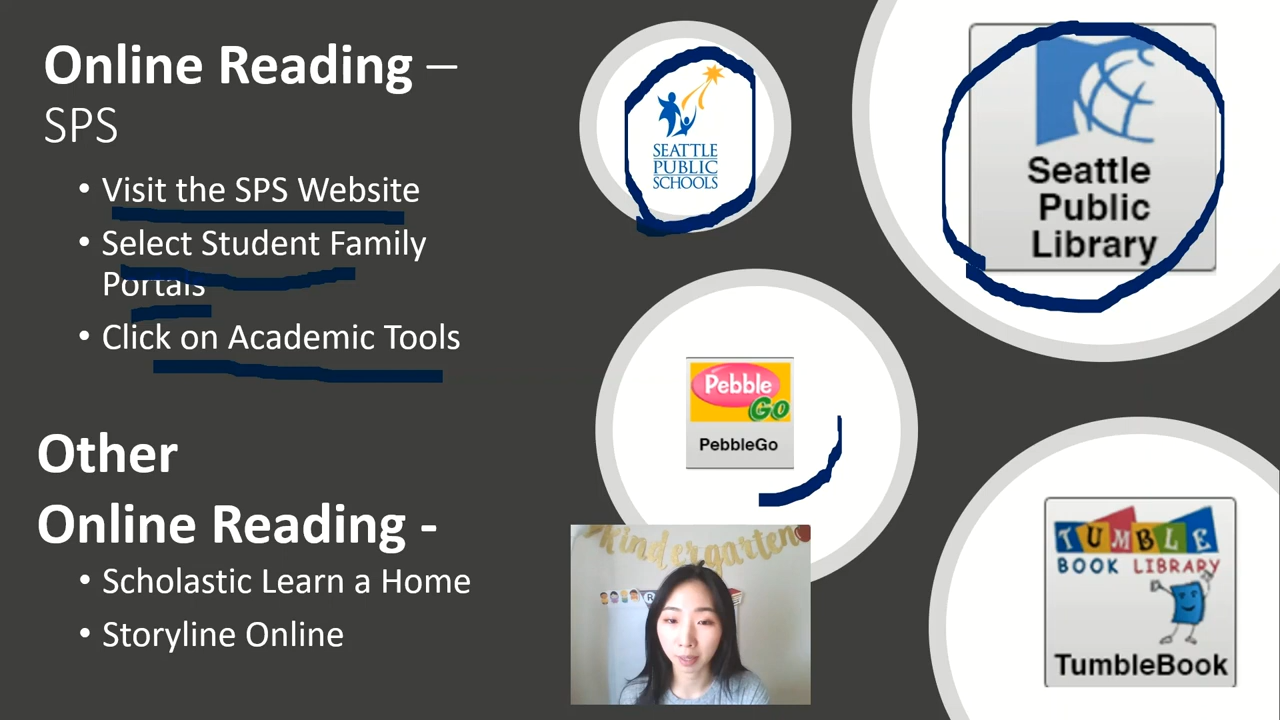 Online Reading –
SPS
• Visit the SPS Website
• Select Student Family
Portals
• Click on Academic Tools
Other
Online Reading -
• Scholastic Learn a Home
• Storyline Online
SEATTLE
PUBLIC
SCHOOLS
Seattle
Public
Library
Pebble
Go
PebbleGo
kindergarten
TUMBLE
BOOK LIBRARY
TumbleBook